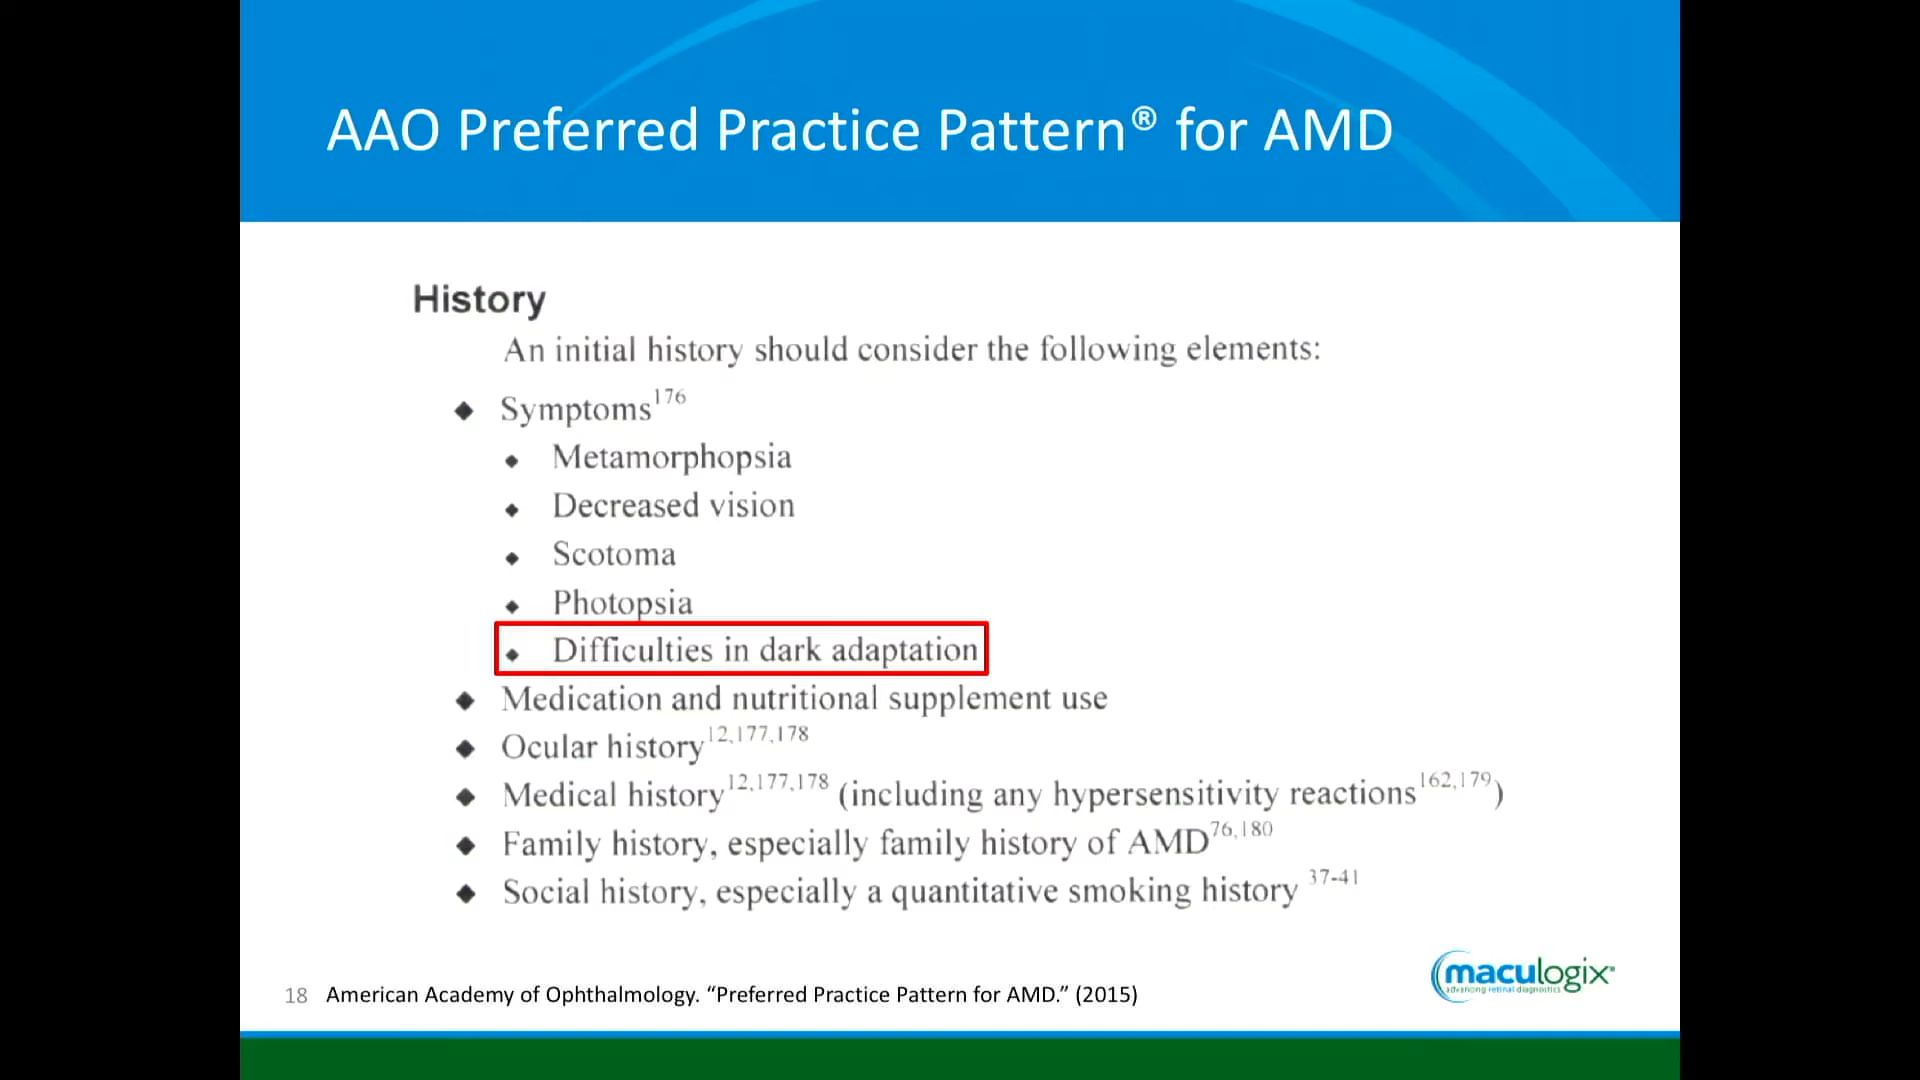 AAO Preferred Practice Pattern® for AMD
History
An initial history should consider the following elements:
◆ Symptoms176
◆ Metamorphopsia
◆ Decreased vision
◆ Scotoma
◆ Photopsia
◆ Difficulties in dark adaptation
◆ Medication and nutritional supplement use
◆ Ocular history12,177,178
◆ Medical history12,177,178 (including any hypersensitivity reactions162,179)
◆ Family history, especially family history of AMD76,180
◆ Social history, especially a quantitative smoking history 37-41
maculogix
advancing retinal diagnostics
18 American Academy of Ophthalmology. “Preferred Practice Pattern for AMD.” (2015)